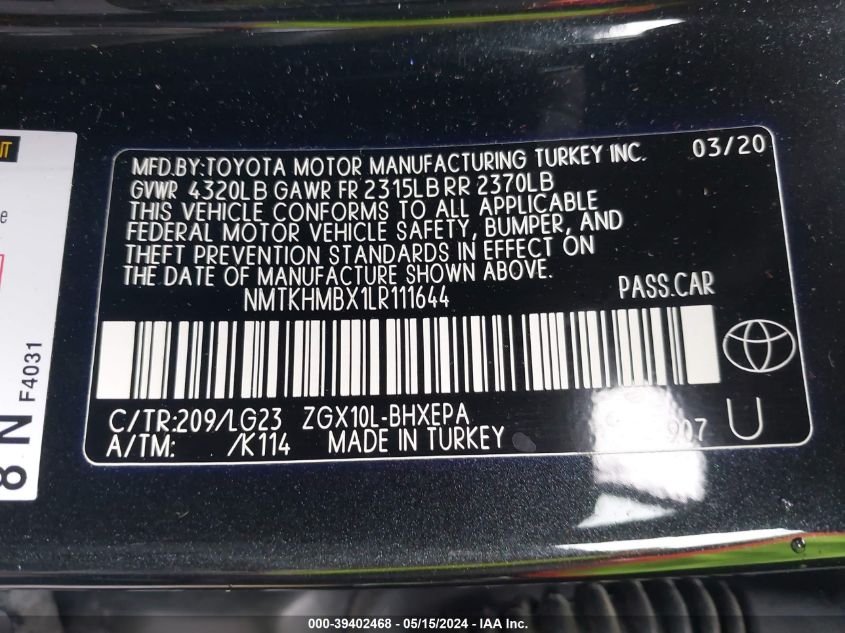 MFD.BY:TOYOTA MOTOR MANUFACTURING TURKEY INC. 03/20
GVWR 4320LB GAWR FR 2315LB RR 2370LB
THIS VEHICLE CONFORMS TO ALL APPLICABLE
FEDERAL MOTOR VEHICLE SAFETY, BUMPER, AND
THEFT PREVENTION STANDARDS IN EFFECT ON
THE DATE OF MANUFACTURE SHOWN ABOVE.
NMTKHMBX1LR111644 PASS.CAR
C/TR:209/LG23 ZGX10L-BHXEPA
A/TM: /K114 MADE IN TURKEY 907 U
8 N F4031
000-39402468 - 05/15/2024 - IAA Inc.